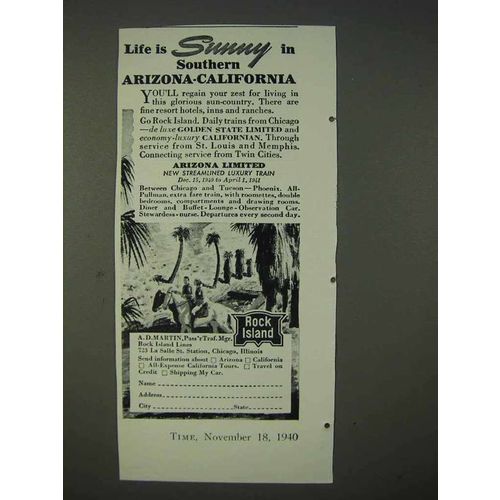 Life is Sunny in
Southern
ARIZONA-CALIFORNIA
YOU'LL regain your zest for living in
this glorious sun-country. There are
fine resort hotels, inns and ranches.
Go Rock Island. Daily trains from Chicago
—de luxe GOLDEN STATE LIMITED and
economy-luxury CALIFORNIAN. Through
service from St. Louis and Memphis.
Connecting service from Twin Cities.
ARIZONA LIMITED
NEW STREAMLINED LUXURY TRAIN
Dec. 15, 1940 to April 1, 1941
Between Chicago and Tucson—Phoenix. All-
Pullman, extra fare train, with roomettes, double
bedrooms, compartments and drawing rooms.
Diner and Buffet-Lounge-Observation Car.
Stewardess-nurse. Departures every second day.
Rock
Island
A. D. MARTIN, Pass'r Traf. Mgr.
Rock Island Lines
723 La Salle St. Station, Chicago, Illinois
Send information about □ Arizona □ California
□ All-Expense California Tours. □ Travel on
Credit □ Shipping My Car.
Name
Address
City State
TIME, November 18, 1940